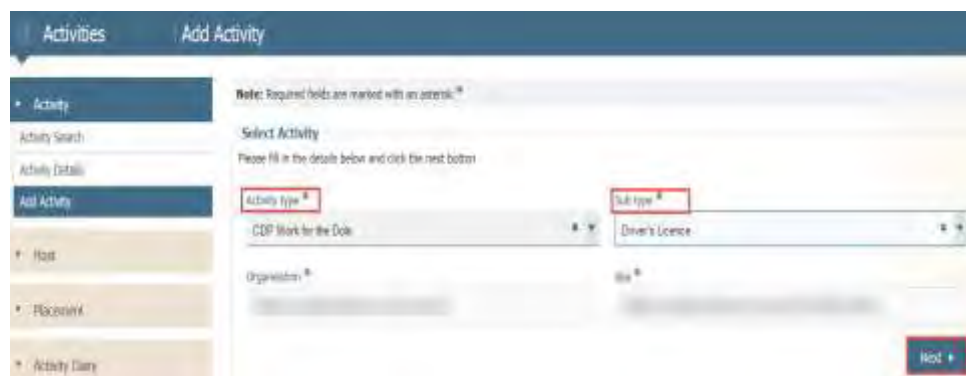 Activities Add Activity
Activity
Note: Required fields are marked with an asterisk *
Activity Search
Select Activity
Please fill in the details below and click the next button
Activity Details
Add Activity
Activity type *
Sub type *
CDP Work for the Dole
Driver's Licence
Host
Organisation *
Site *
Placement
Activity Diary
Next